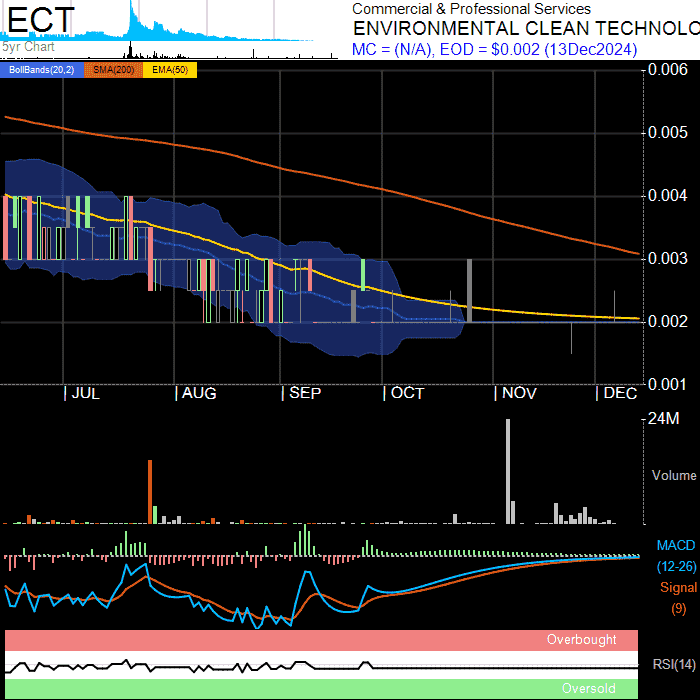 ECT
5yr Chart
Commercial & Professional Services
ENVIRONMENTAL CLEAN TECHNOLO
MC = (N/A), EOD = $0.002 (13Dec2024)
BollBands(20,2) SMA(200) EMA(50)
0.006
0.005
0.004
0.003
0.002
0.001
JUL AUG SEP OCT NOV DEC
24M
Volume
MACD
(12-26)
Signal
(9)
Overbought
RSI(14)
Oversold